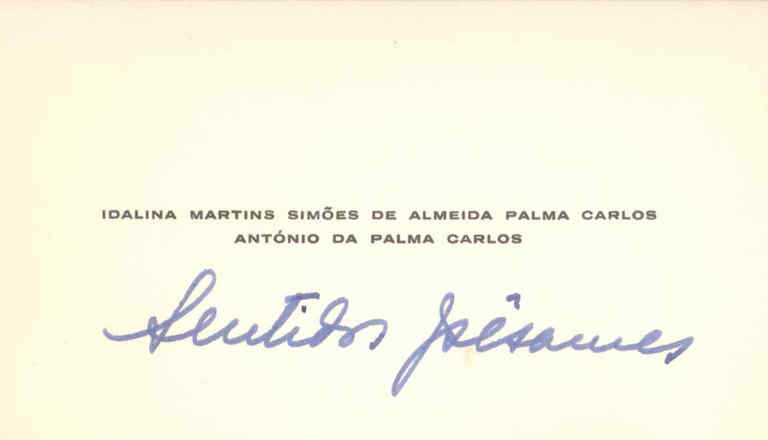 IDALINA MARTINS SIMÕES DE ALMEIDA PALMA CARLOS
ANTÓNIO DA PALMA CARLOS
Sentidos pêsames